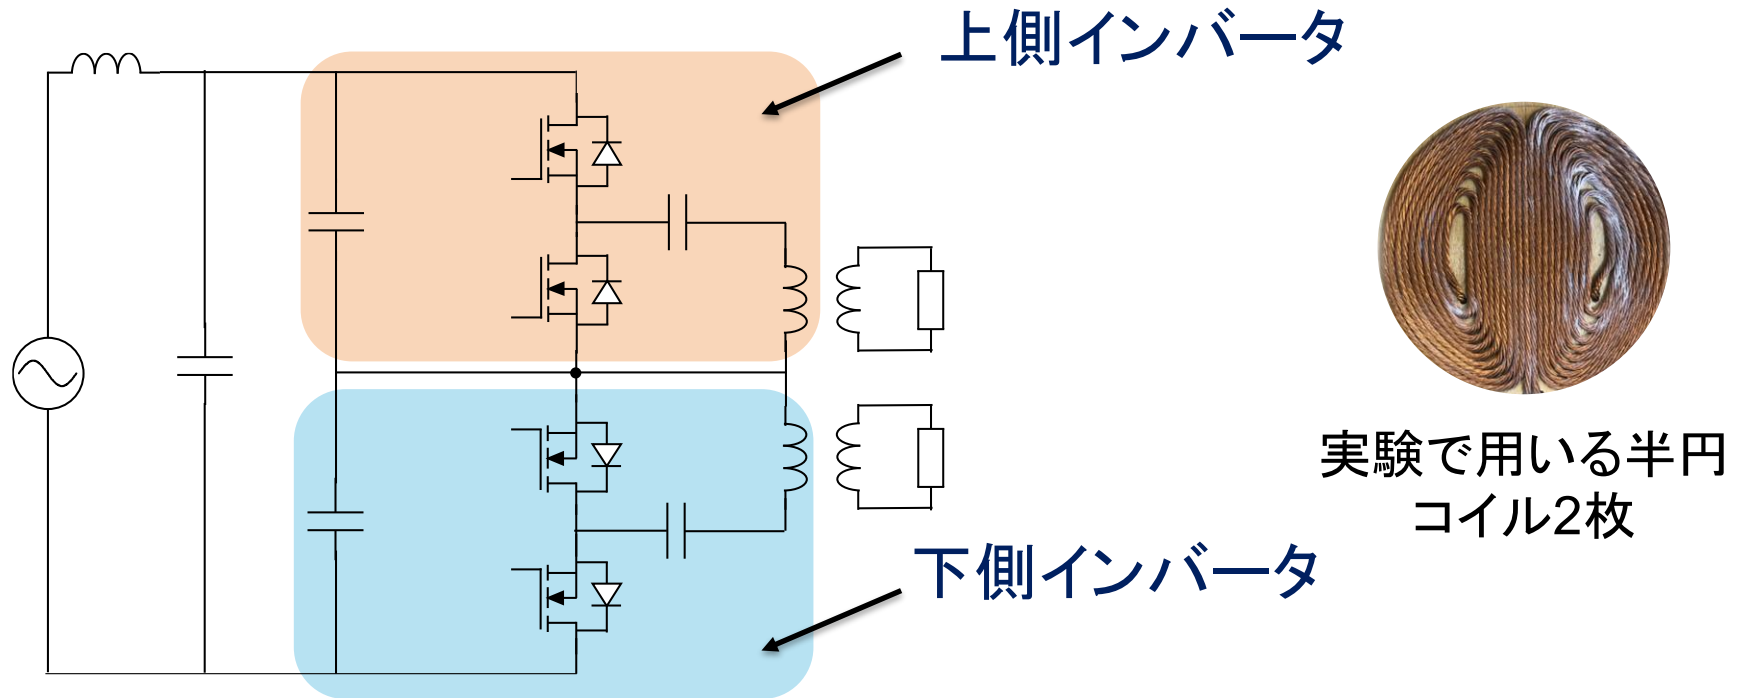 上側インバータ
実験で用いる半円
コイル2枚
下側インバータ